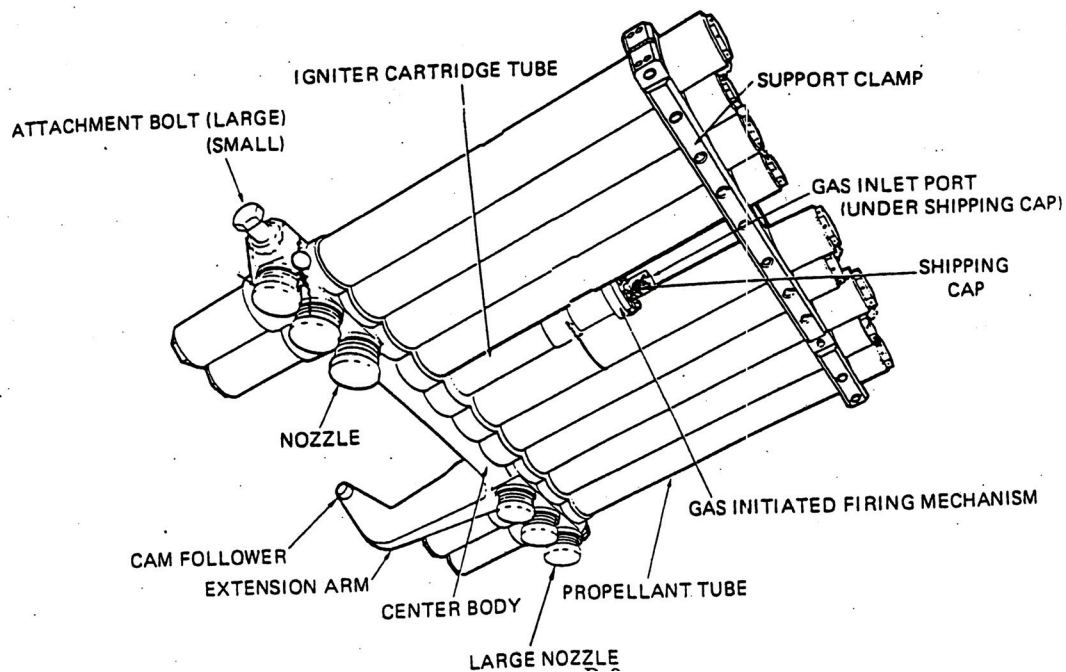 IGNITER CARTRIDGE TUBE
SUPPORT CLAMP
ATTACHMENT BOLT (LARGE)
(SMALL)
GAS INLET PORT
(UNDER SHIPPING CAP)
SHIPPING
CAP
NOZZLE
GAS INITIATED FIRING MECHANISM
CAM FOLLOWER
EXTENSION ARM
CENTER BODY
PROPELLANT TUBE
LARGE NOZZLE